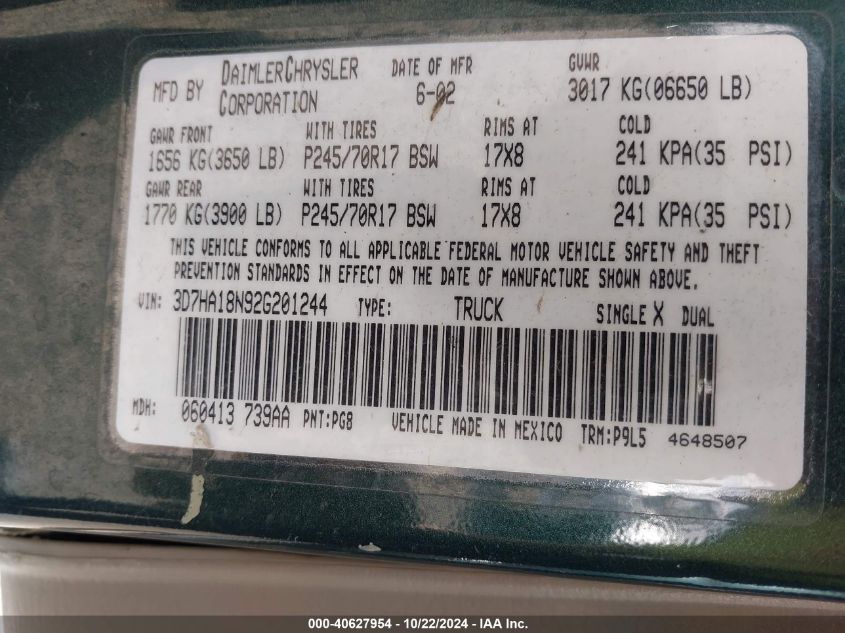 MFD BY DAIMLERCHRYSLER CORPORATION DATE OF MFR 6-02 GVWR 3017 KG(06650 LB)
GAWR FRONT WITH TIRES RIMS AT COLD
1656 KG(3650 LB) P245/70R17 BSW 17X8 241 KPA(35 PSI)
GAWR REAR WITH TIRES RIMS AT COLD
1770 KG(3900 LB) P245/70R17 BSW 17X8 241 KPA(35 PSI)
THIS VEHICLE CONFORMS TO ALL APPLICABLE FEDERAL MOTOR VEHICLE SAFETY AND THEFT
PREVENTION STANDARDS IN EFFECT ON THE DATE OF MANUFACTURE SHOWN ABOVE.
VIN: 3D7HA18N92G201244 TYPE: TRUCK SINGLE X DUAL
MDH: 060413 739AA PNT:PG8 VEHICLE MADE IN MEXICO TRM:P9L5 4648507
000-40627954 - 10/22/2024 - IAA Inc.